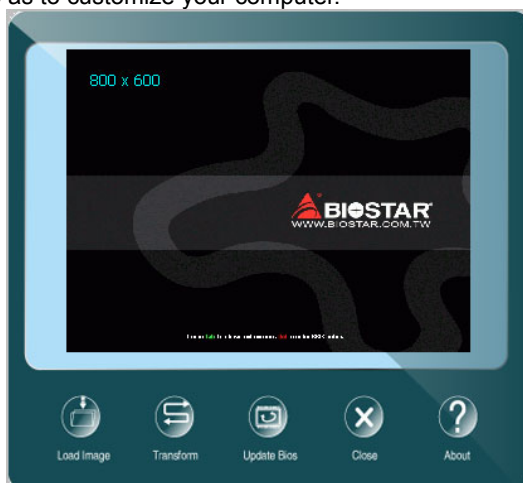 as to customize your computer.
800 x 600
BIOSTAR
WWW.BIOSTAR.COM.TW
Load Image Transform Update Bios Close About